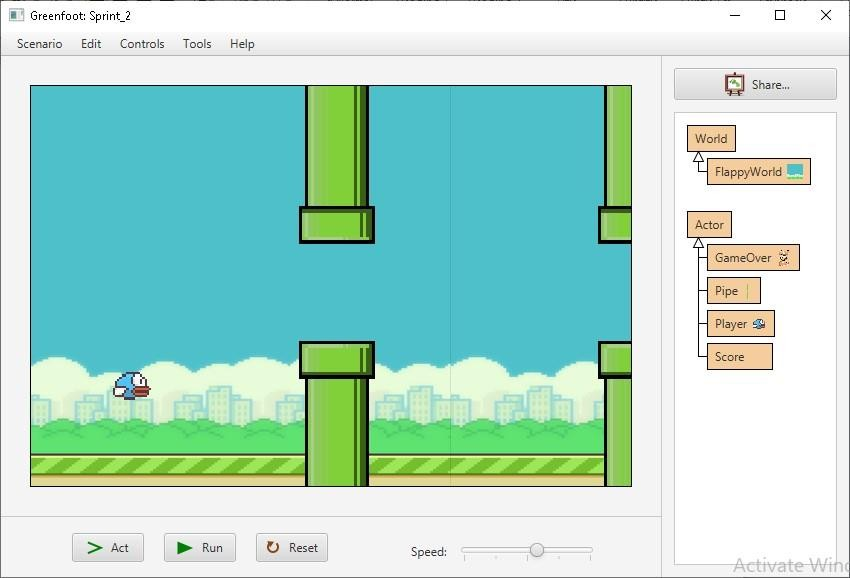 Greenfoot: Sprint_2
Scenario Edit Controls Tools Help
Share...
World
FlappyWorld
Actor
GameOver
Pipe
Player
Score
Act Run Reset Speed:
Activate Win